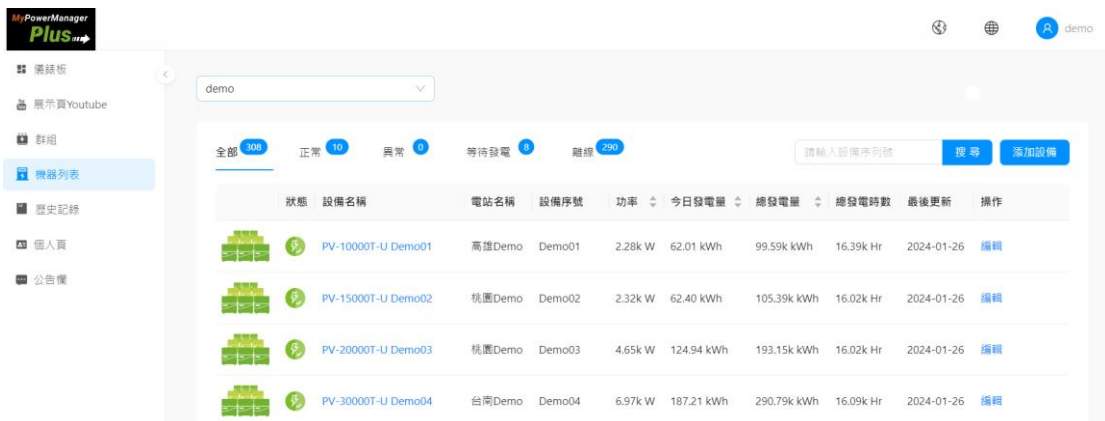 MyPowerManager
Plus
demo
儀錶板
展示頁Youtube
群組
機器列表
歷史記錄
個人頁
公告欄
demo
全部 308 正常 10 異常 0 等待發電 8 離線 290 請輸入設備序列號 搜尋 添加設備
狀態 設備名稱 電站名稱 設備序號 功率 今日發電量 總發電量 總發電時數 最後更新 操作
PV-10000T-U Demo01 高雄Demo Demo01 2.28k W 62.01 kWh 99.59k kWh 16.39k Hr 2024-01-26 編輯
PV-15000T-U Demo02 桃園Demo Demo02 2.32k W 62.40 kWh 105.39k kWh 16.02k Hr 2024-01-26 編輯
PV-20000T-U Demo03 桃園Demo Demo03 4.65k W 124.94 kWh 193.15k kWh 16.02k Hr 2024-01-26 編輯
PV-30000T-U Demo04 台南Demo Demo04 6.97k W 187.21 kWh 290.79k kWh 16.09k Hr 2024-01-26 編輯